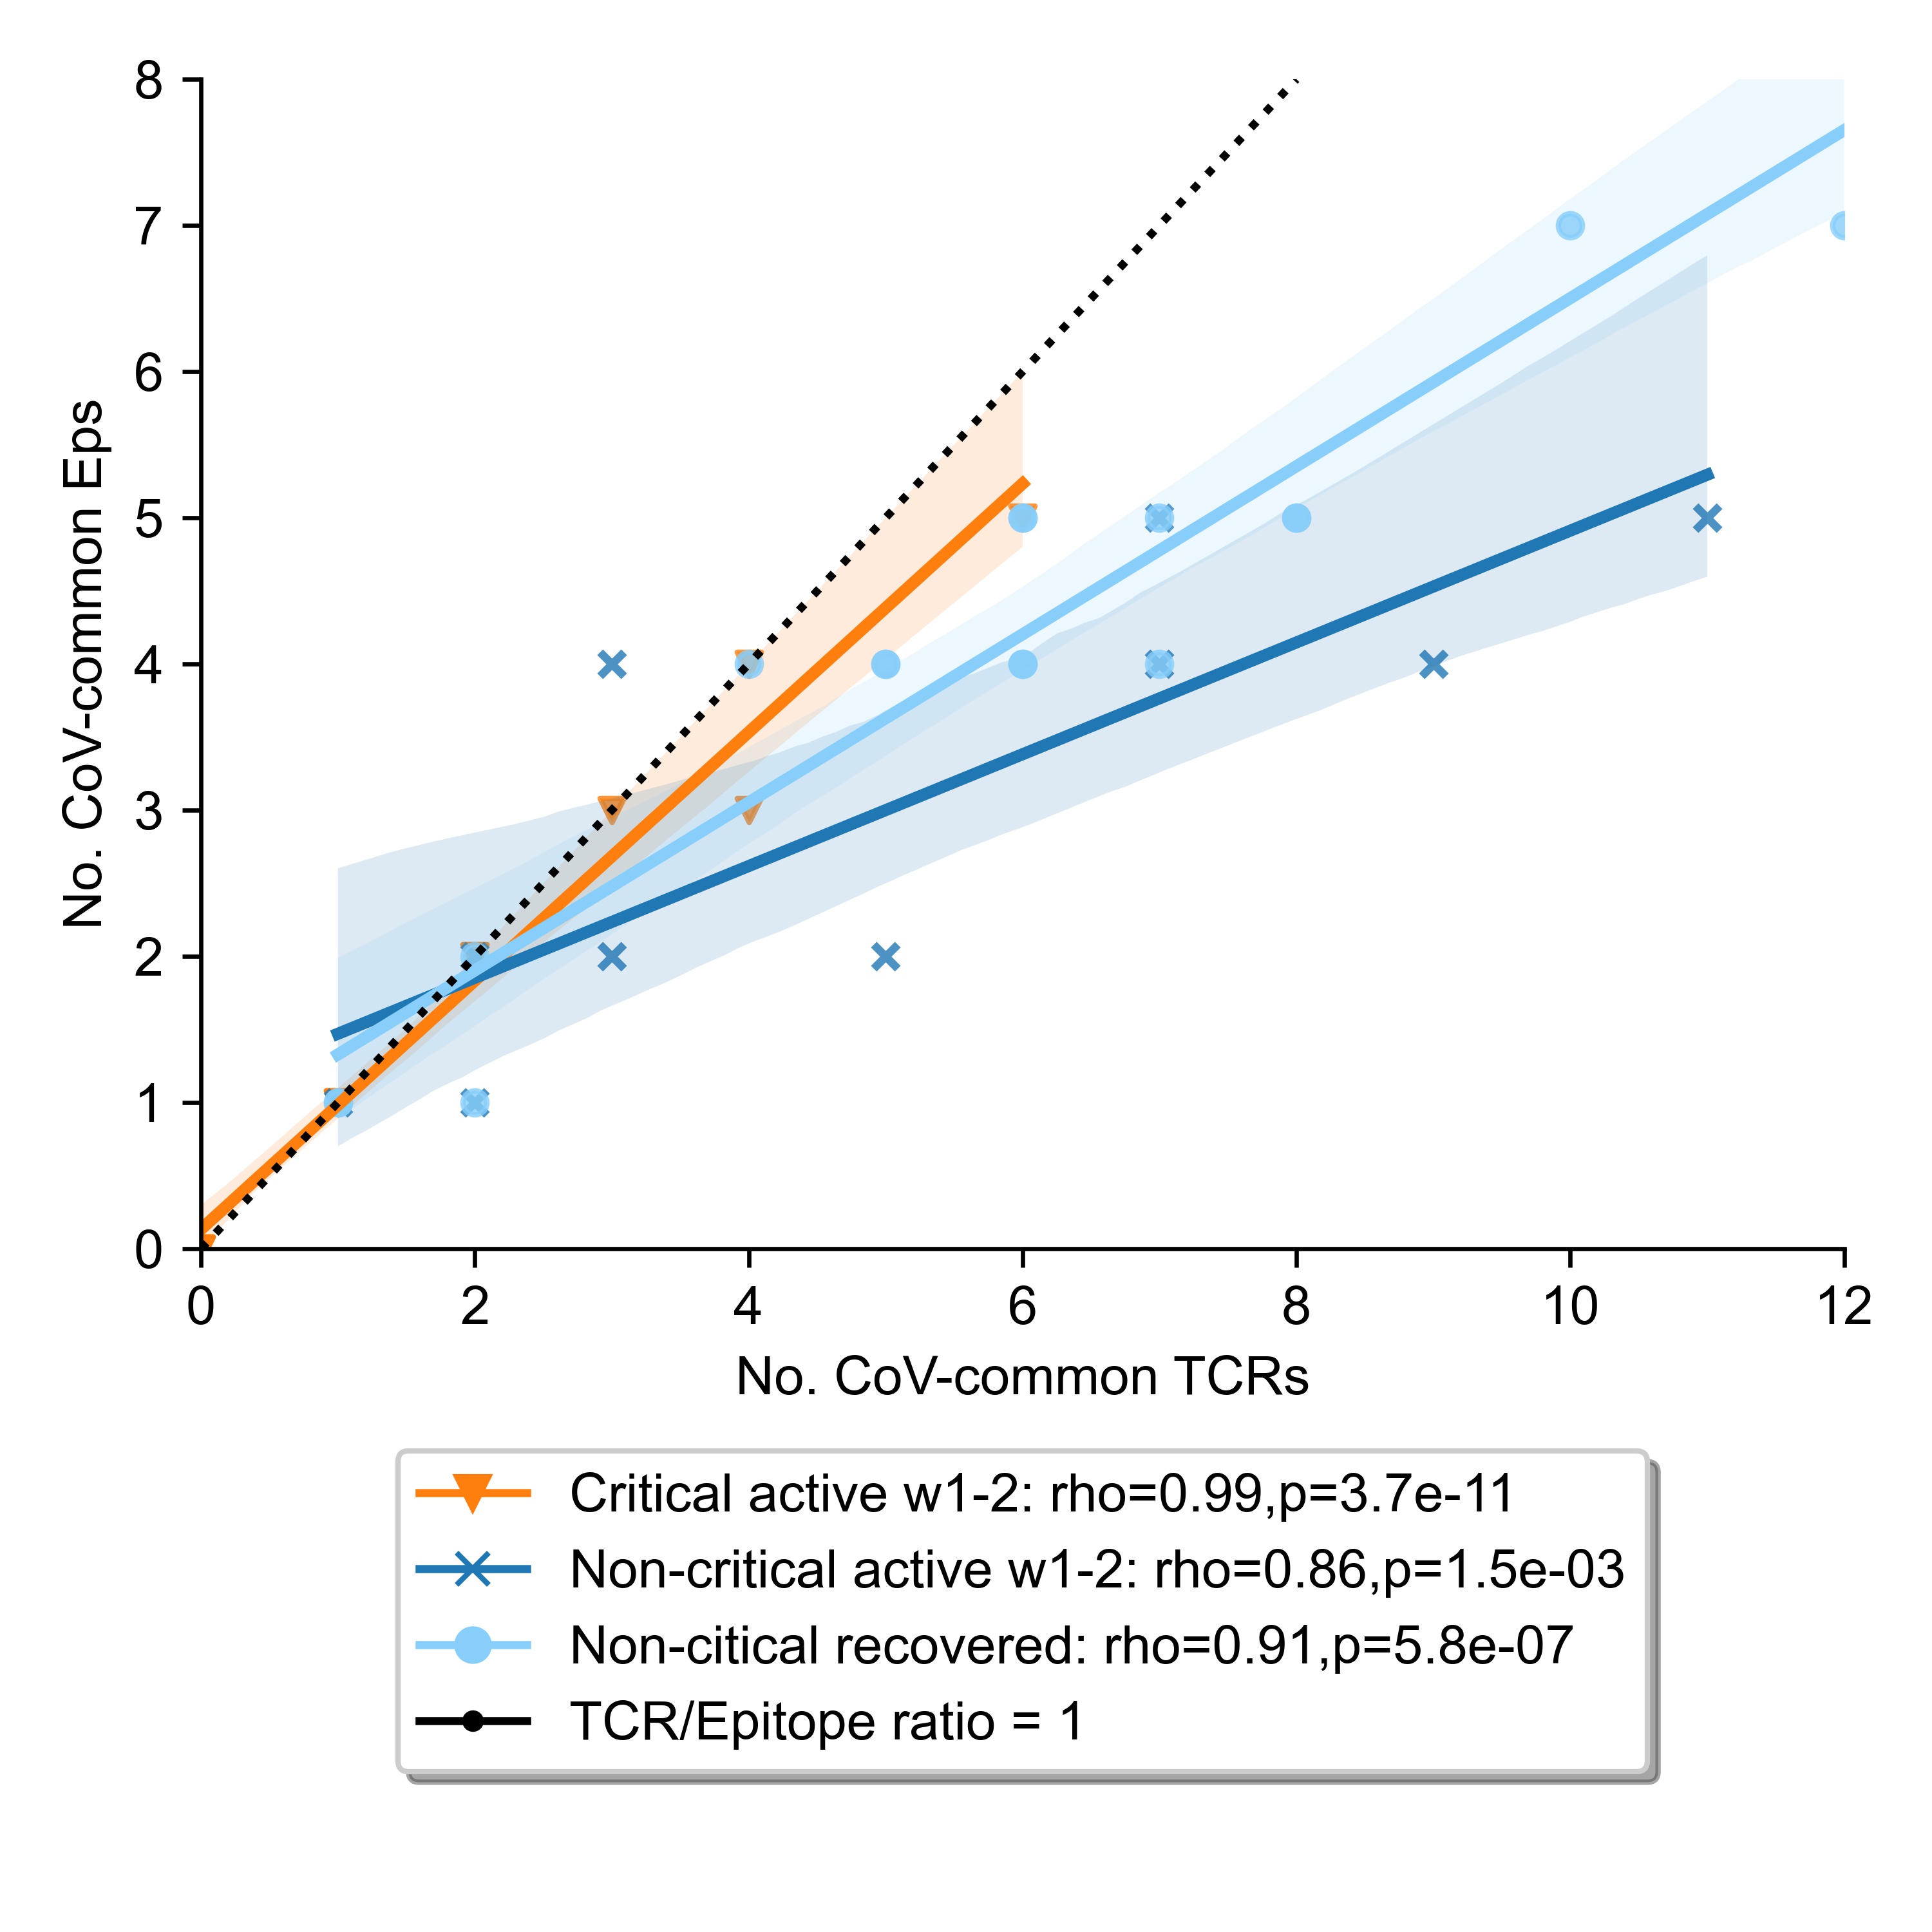 8
7
6
5
4
3
2
1
0
No. CoV-common Eps
0 2 4 6 8 10 12
No. CoV-common TCRs
Critical active w1-2: rho=0.99,p=3.7e-11
Non-critical active w1-2: rho=0.86,p=1.5e-03
Non-citical recovered: rho=0.91,p=5.8e-07
TCR/Epitope ratio = 1